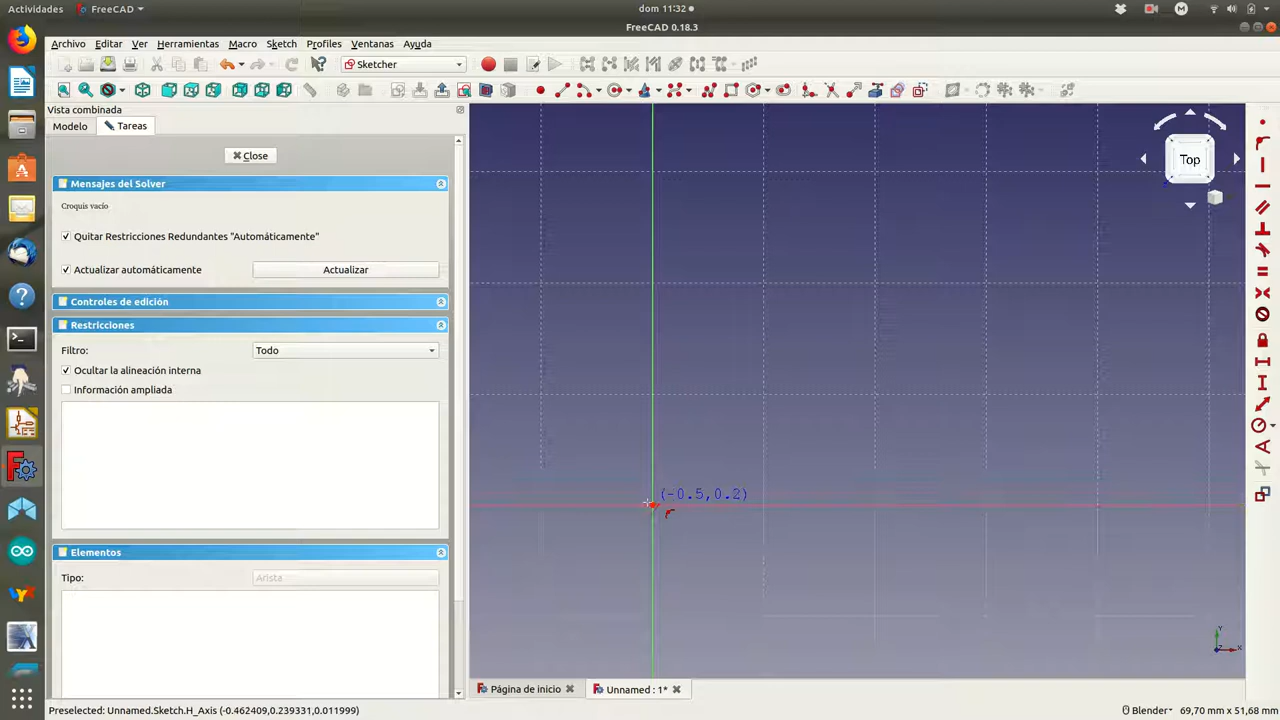 Actividades
FreeCAD
dom 11:32
FreeCAD 0.18.3
Archivo Editar Ver Herramientas Macro Sketch Profiles Ventanas Ayuda
Sketcher
Vista combinada
Modelo
Tareas
Close
Mensajes del Solver
Croquis vacío
Quitar Restricciones Redundantes "Automáticamente"
Actualizar automáticamente
Actualizar
Controles de edición
Restricciones
Filtro:
Todo
Ocultar la alineación interna
Información ampliada
Elementos
Tipo:
Arista
(-0.5,0.2)
Top
Y
X
Página de inicio
Unnamed : 1*
Preselected: Unnamed.Sketch.H_Axis (-0.462409,0.239331,0.011999)
Blender
69,70 mm x 51,68 mm